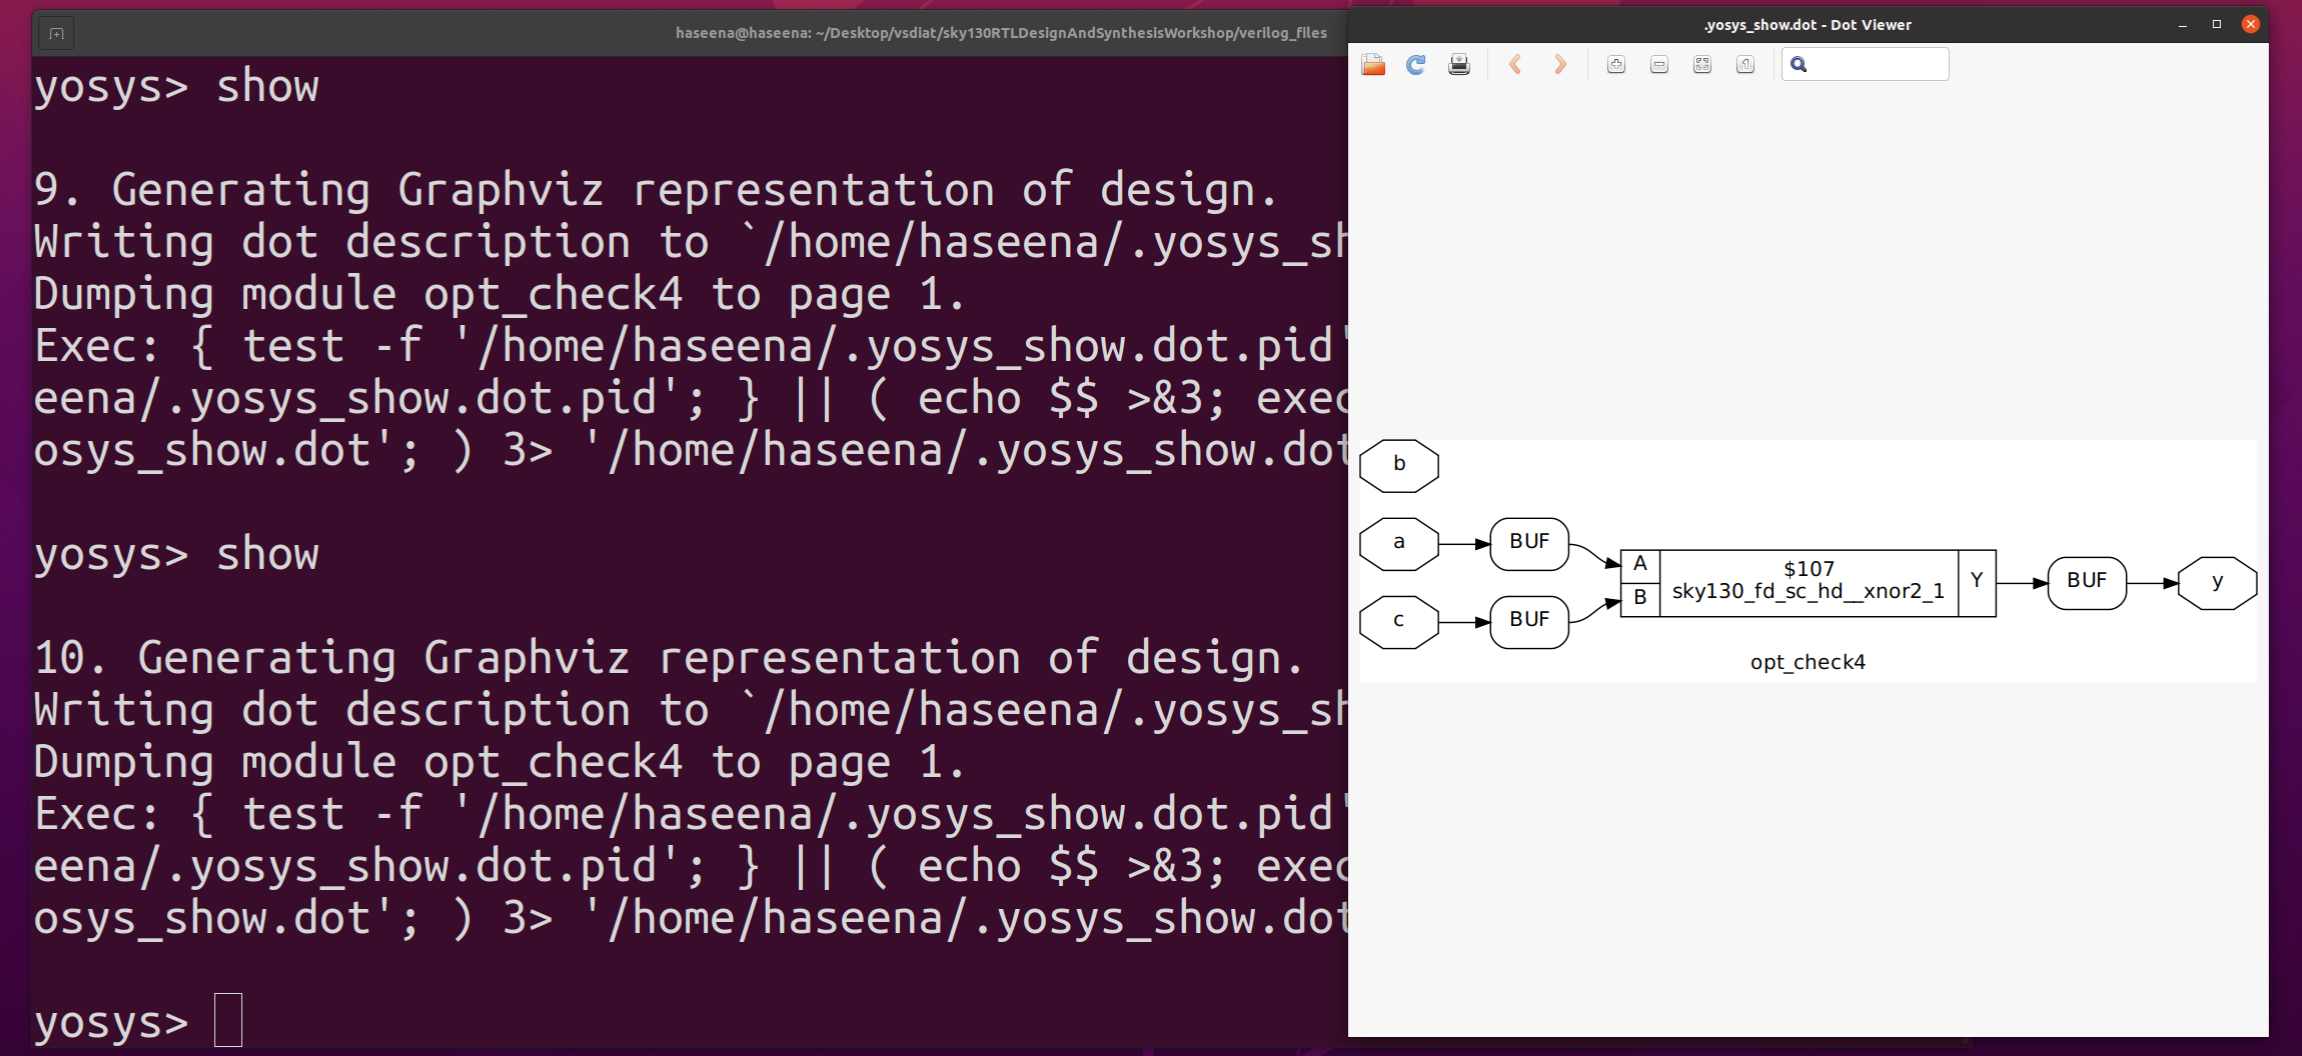 haseena@haseena: ~/Desktop/vsdiat/sky130RTLDesignAndSynthesisWorkshop/verilog_files
yosys> show
9. Generating Graphviz representation of design.
Writing dot description to `/home/haseena/.yosys_sh
Dumping module opt_check4 to page 1.
Exec: { test -f '/home/haseena/.yosys_show.dot.pid'
eena/.yosys_show.dot.pid'; } || ( echo $$ >&3; exec
osys_show.dot'; ) 3> '/home/haseena/.yosys_show.dot
yosys> show
10. Generating Graphviz representation of design.
Writing dot description to `/home/haseena/.yosys_sh
Dumping module opt_check4 to page 1.
Exec: { test -f '/home/haseena/.yosys_show.dot.pid'
eena/.yosys_show.dot.pid'; } || ( echo $$ >&3; exec
osys_show.dot'; ) 3> '/home/haseena/.yosys_show.dot
yosys>
.yosys_show.dot - Dot Viewer
b
a
BUF
c
BUF
A
B
$107
sky130_fd_sc_hd__xnor2_1
Y
BUF
y
opt_check4